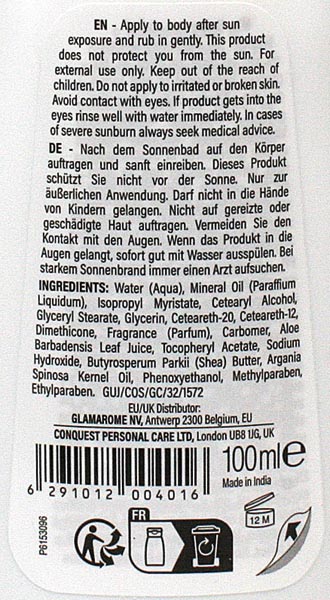 EN - Apply to body after sun
exposure and rub in gently. This product
does not protect you from the sun. For
external use only. Keep out of the reach of
children. Do not apply to irritated or broken skin.
Avoid contact with eyes. If product gets into the
eyes rinse well with water immediately. In cases
of severe sunburn always seek medical advice.
DE - Nach dem Sonnenbad auf den Körper
auftragen und sanft einreiben. Dieses Produkt
schützt Sie nicht vor der Sonne. Nur zur
äußerlichen Anwendung. Darf nicht in die Hände
von Kindern gelangen. Nicht auf gereizte oder
geschädigte Haut auftragen. Vermeiden Sie den
Kontakt mit den Augen. Wenn das Produkt in die
Augen gelangt, sofort gut mit Wasser ausspülen. Bei
starkem Sonnenbrand immer einen Arzt aufsuchen.
INGREDIENTS: Water (Aqua), Mineral Oil (Paraffium
Liquidum), Isopropyl Myristate, Cetearyl Alcohol,
Glyceryl Stearate, Glycerin, Ceteareth-20, Ceteareth-12,
Dimethicone, Fragrance (Parfum), Carbomer, Aloe
Barbadensis Leaf Juice, Tocopheryl Acetate, Sodium
Hydroxide, Butyrosperum Parkii (Shea) Butter, Argania
Spinosa Kernel Oil, Phenoxyethanol, Methylparaben,
Ethylparaben. GUJ/COS/GC/32/1572
EU/UK Distributor:
GLAMAROME NV, Antwerp 2300 Belgium, EU
CONQUEST PERSONAL CARE LTD, London UB8 UG, UK
6 291012 004016
100ml e
Made in India
12 M
FR
P6153096